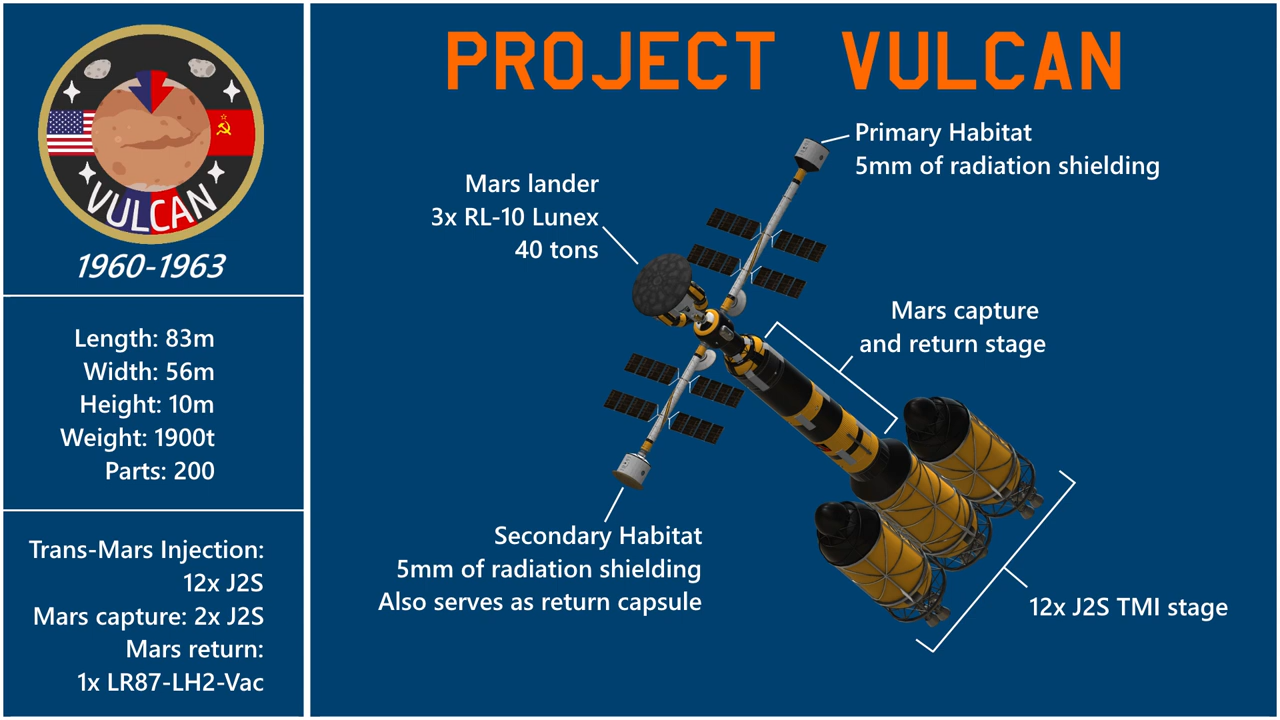 VULCAN
1960-1963
Length: 83m
Width: 56m
Height: 10m
Weight: 1900t
Parts: 200
Trans-Mars Injection:
12x J2S
Mars capture: 2x J2S
Mars return:
1x LR87-LH2-Vac
PROJECT VULCAN
Primary Habitat
5mm of radiation shielding
Mars lander
3x RL-10 Lunex
40 tons
Mars capture
and return stage
Secondary Habitat
5mm of radiation shielding
Also serves as return capsule
12x J2S TMI stage